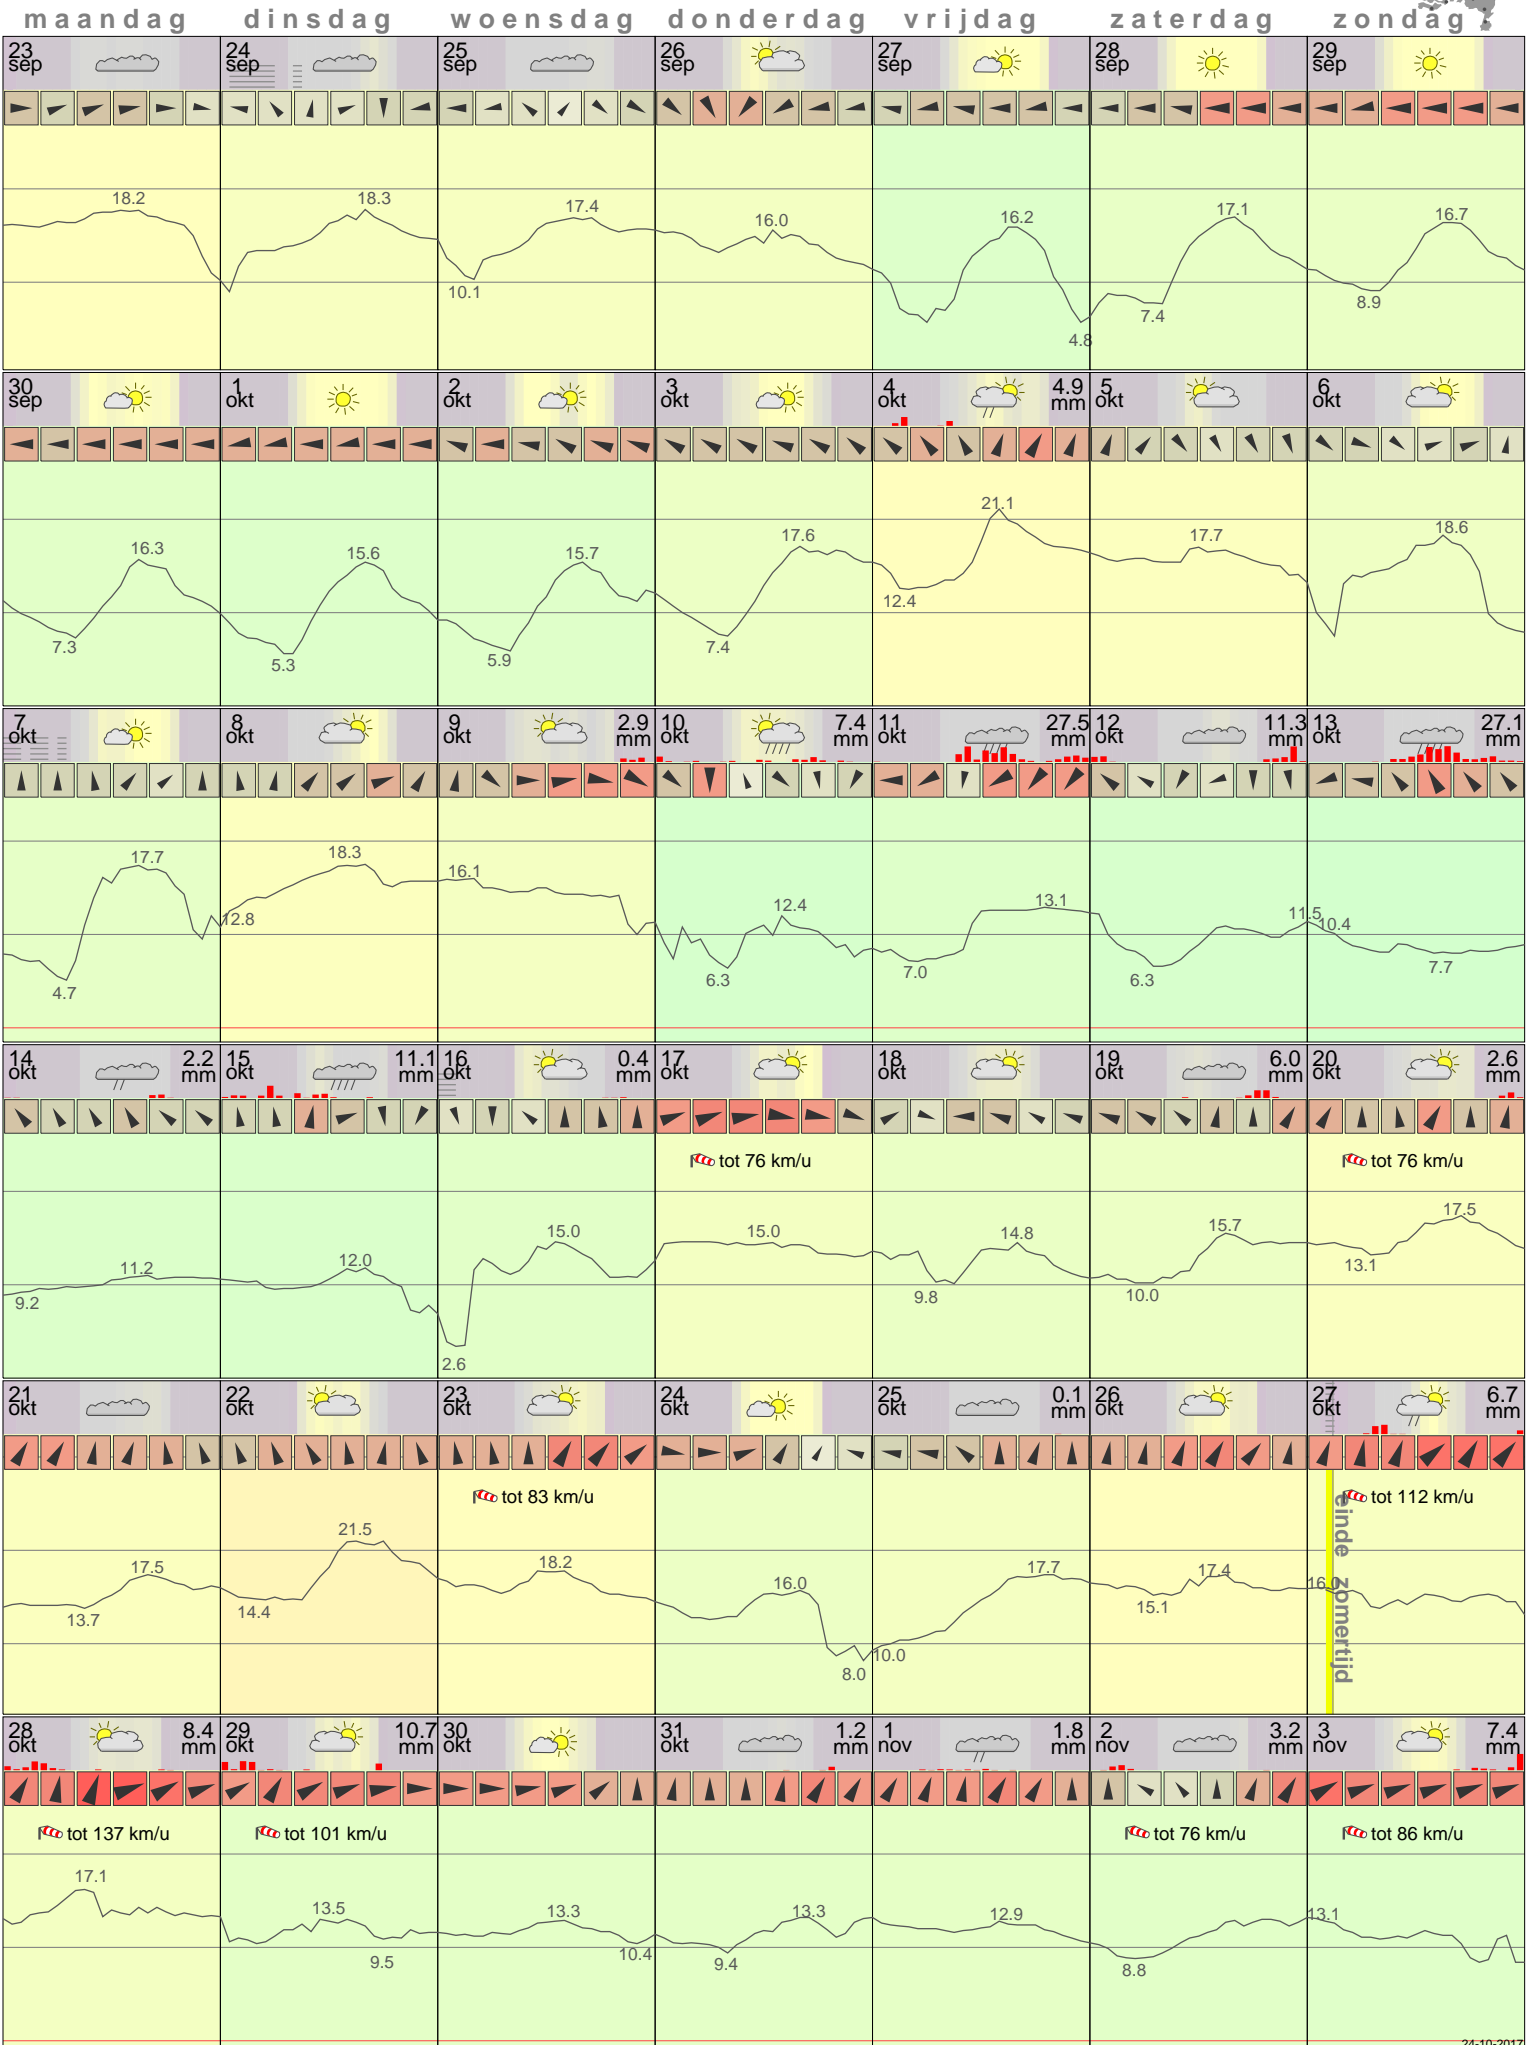 maandag dinsdag woensdag donderdag vrijdag zaterdag zondag
23 sep 24 sep 25 sep 26 sep 27 sep 28 sep 29 sep
18.2 18.3 10.1 17.4 16.0 16.2 4.8 7.4 17.1 8.9 16.7
30 sep 1 okt 2 okt 3 okt 4 okt 4.9 mm 5 okt 6 okt
7.3 16.3 5.3 15.6 5.9 15.7 7.4 17.6 12.4 21.1 17.7 18.6
7 okt 8 okt 9 okt 2.9 mm 10 okt 7.4 mm 11 okt 27.5 mm 12 okt 11.3 mm 13 okt 27.1 mm
4.7 17.7 12.8 18.3 16.1 6.3 12.4 7.0 13.1 6.3 11.5 10.4 7.7
14 okt 2.2 mm 15 okt 11.1 mm 16 okt 0.4 mm 17 okt 18 okt 19 okt 6.0 mm 20 okt 2.6 mm
tot 76 km/u tot 76 km/u
9.2 11.2 12.0 2.6 15.0 15.0 9.8 14.8 10.0 15.7 13.1 17.5
21 okt 22 okt 23 okt 24 okt 25 okt 0.1 mm 26 okt 27 okt 6.7 mm
tot 83 km/u tot 112 km/u
einde zomertijd
13.7 17.5 14.4 21.5 18.2 16.0 8.0 10.0 17.7 15.1 17.4
28 okt 8.4 mm 29 okt 10.7 mm 30 okt 31 okt 1.2 mm 1 nov 1.8 mm 2 nov 3.2 mm 3 nov 7.4 mm
tot 137 km/u tot 101 km/u tot 76 km/u tot 86 km/u
17.1 13.5 9.5 13.3 10.4 9.4 13.3 12.9 8.8 13.1
24-10-2017